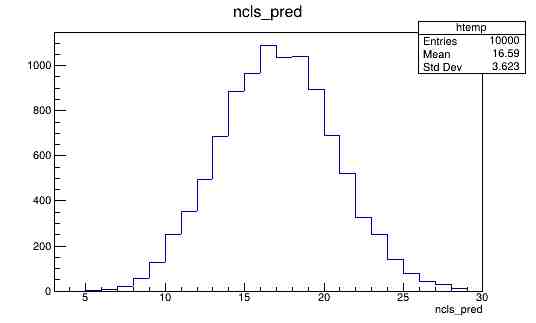 ncls_pred
htemp
Entries 10000
Mean 16.59
Std Dev 3.623
1000
800
600
400
200
0
5 10 15 20 25 30
ncls_pred